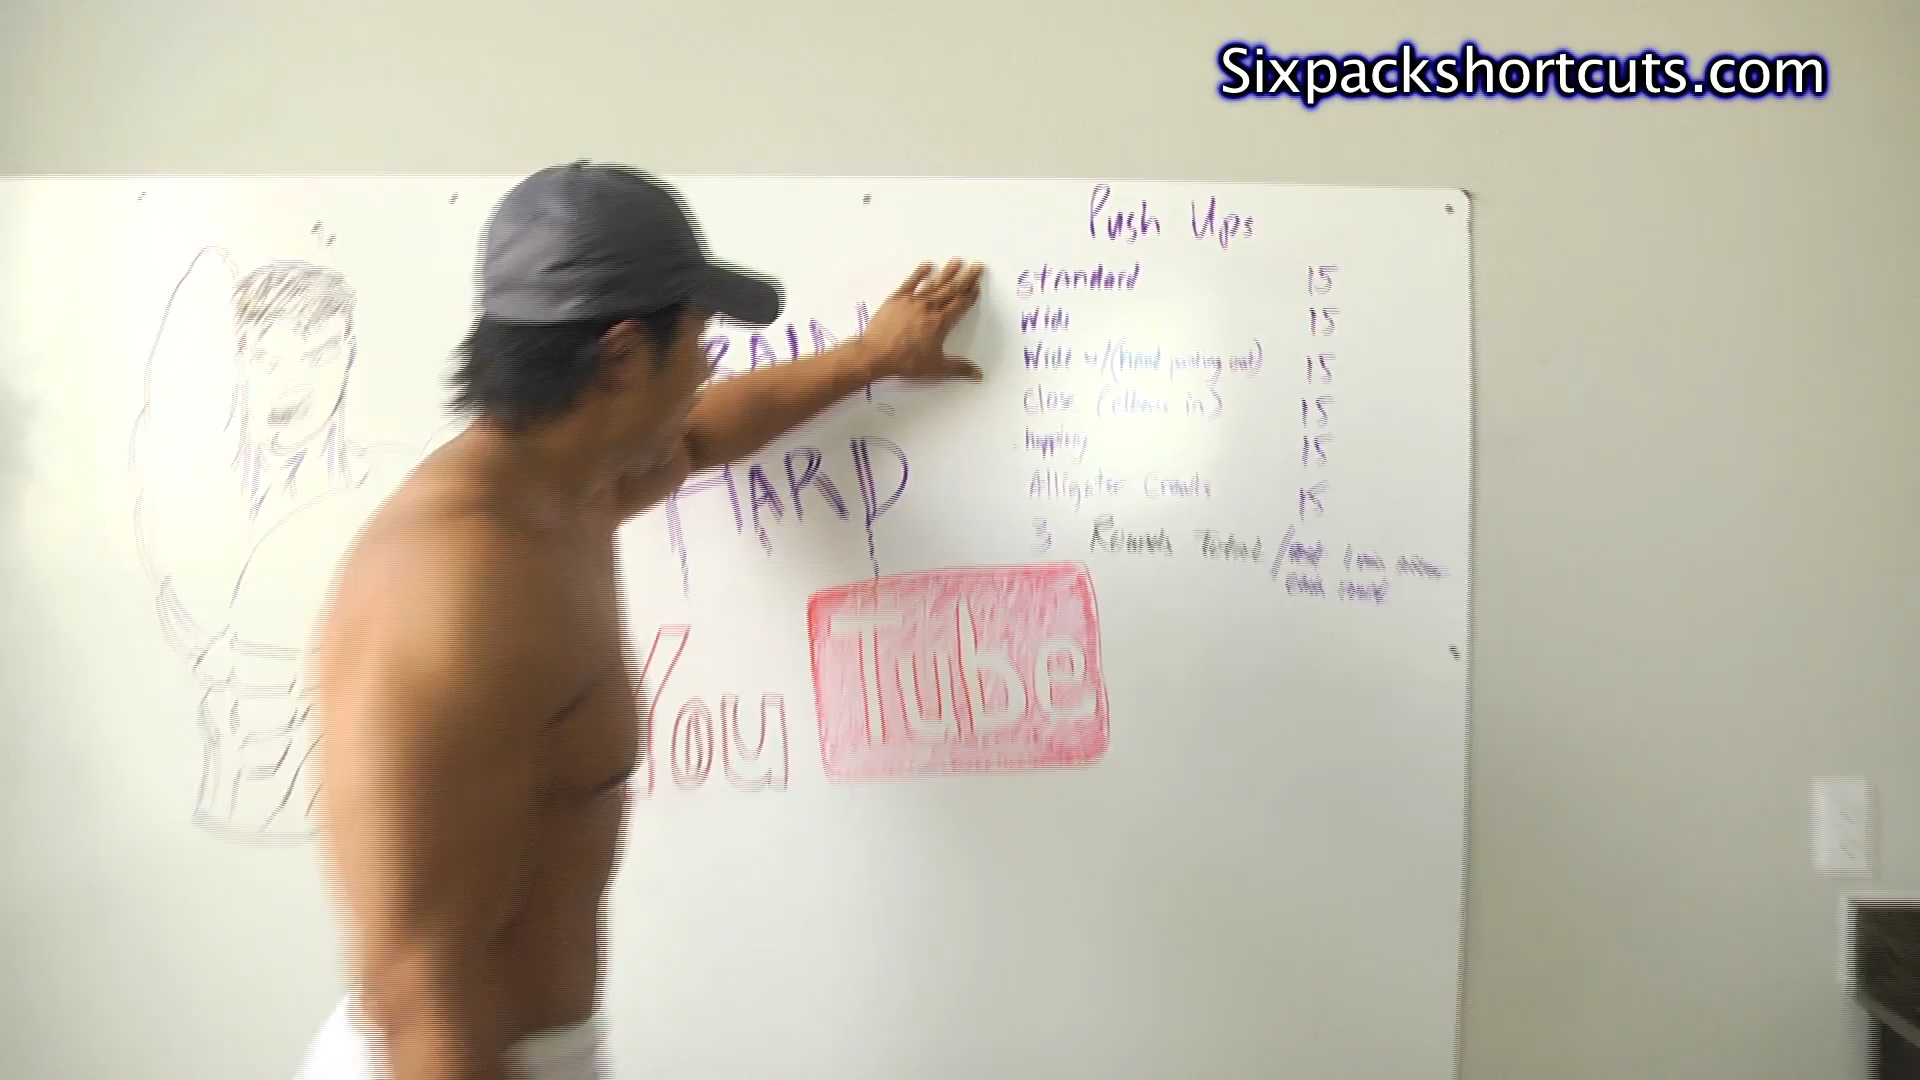 Sixpackshortcuts.com
Push Ups
standard 15
Wide 15
Wide w/(hand out) 15
close (elbows in) 15
hopping 15
Alligator Crawls 15
3 Rounds Total /
HARD
You Tube